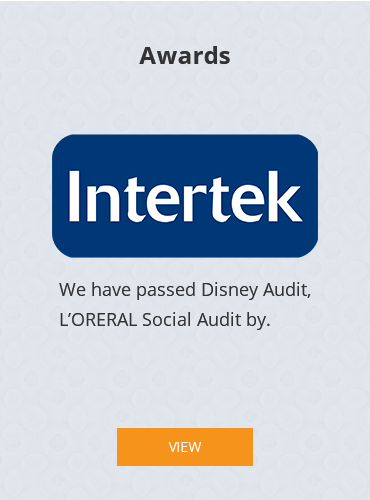 Awards
Intertek
We have passed Disney Audit,
L’ORERAL Social Audit by.
VIEW